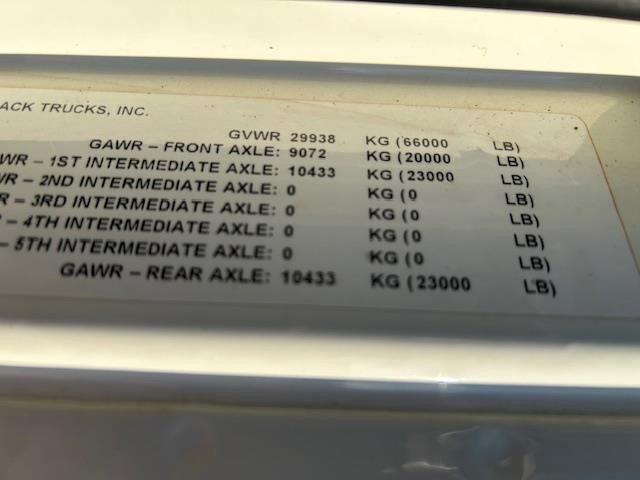 ACK TRUCKS, INC.
GVWR 29938 KG (66000 LB)
GAWR – FRONT AXLE: 9072 KG (20000 LB)
WR – 1ST INTERMEDIATE AXLE: 10433 KG (23000 LB)
WR – 2ND INTERMEDIATE AXLE: 0 KG (0 LB)
R – 3RD INTERMEDIATE AXLE: 0 KG (0 LB)
– 4TH INTERMEDIATE AXLE: 0 KG (0 LB)
– 5TH INTERMEDIATE AXLE: 0 KG (0 LB)
GAWR – REAR AXLE: 10433 KG (23000 LB)